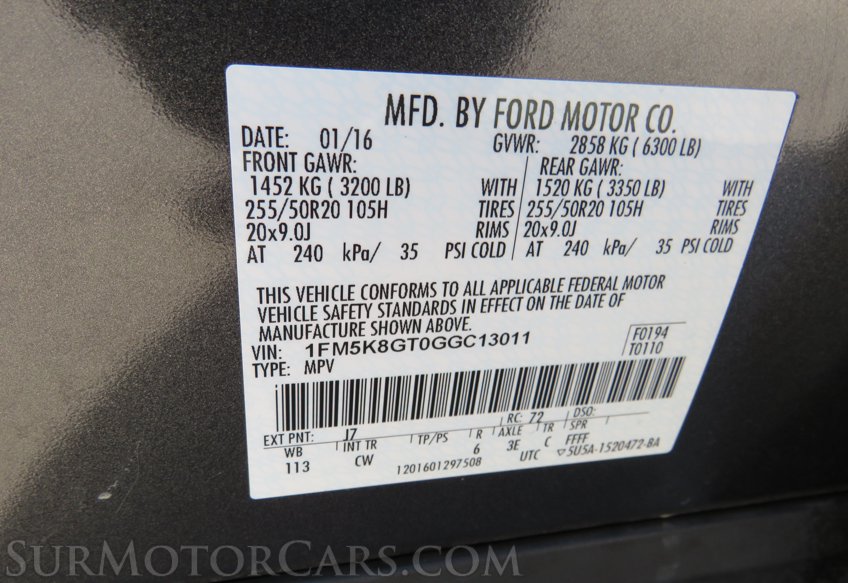 MFD. BY FORD MOTOR CO.
DATE: 01/16 GVWR: 2858 KG ( 6300 LB)
FRONT GAWR: REAR GAWR:
1452 KG ( 3200 LB) WITH 1520 KG ( 3350 LB) WITH
255/50R20 105H TIRES 255/50R20 105H TIRES
20x9.0J RIMS 20x9.0J RIMS
AT 240 kPa/ 35 PSI COLD AT 240 kPa/ 35 PSI COLD
THIS VEHICLE CONFORMS TO ALL APPLICABLE FEDERAL MOTOR
VEHICLE SAFETY STANDARDS IN EFFECT ON THE DATE OF
MANUFACTURE SHOWN ABOVE.
VIN: 1FM5K8GT0GGC13011 F0194
TYPE: MPV T0110
EXT PNT: J7 RC: 72 DSO:
WB INT TR TP/PS R AXLE TR SPR
113 CW 6 3E C FFFF
1201601297508 UTC ▽5U5A-1520472-BA
SURMOTORCARS.COM